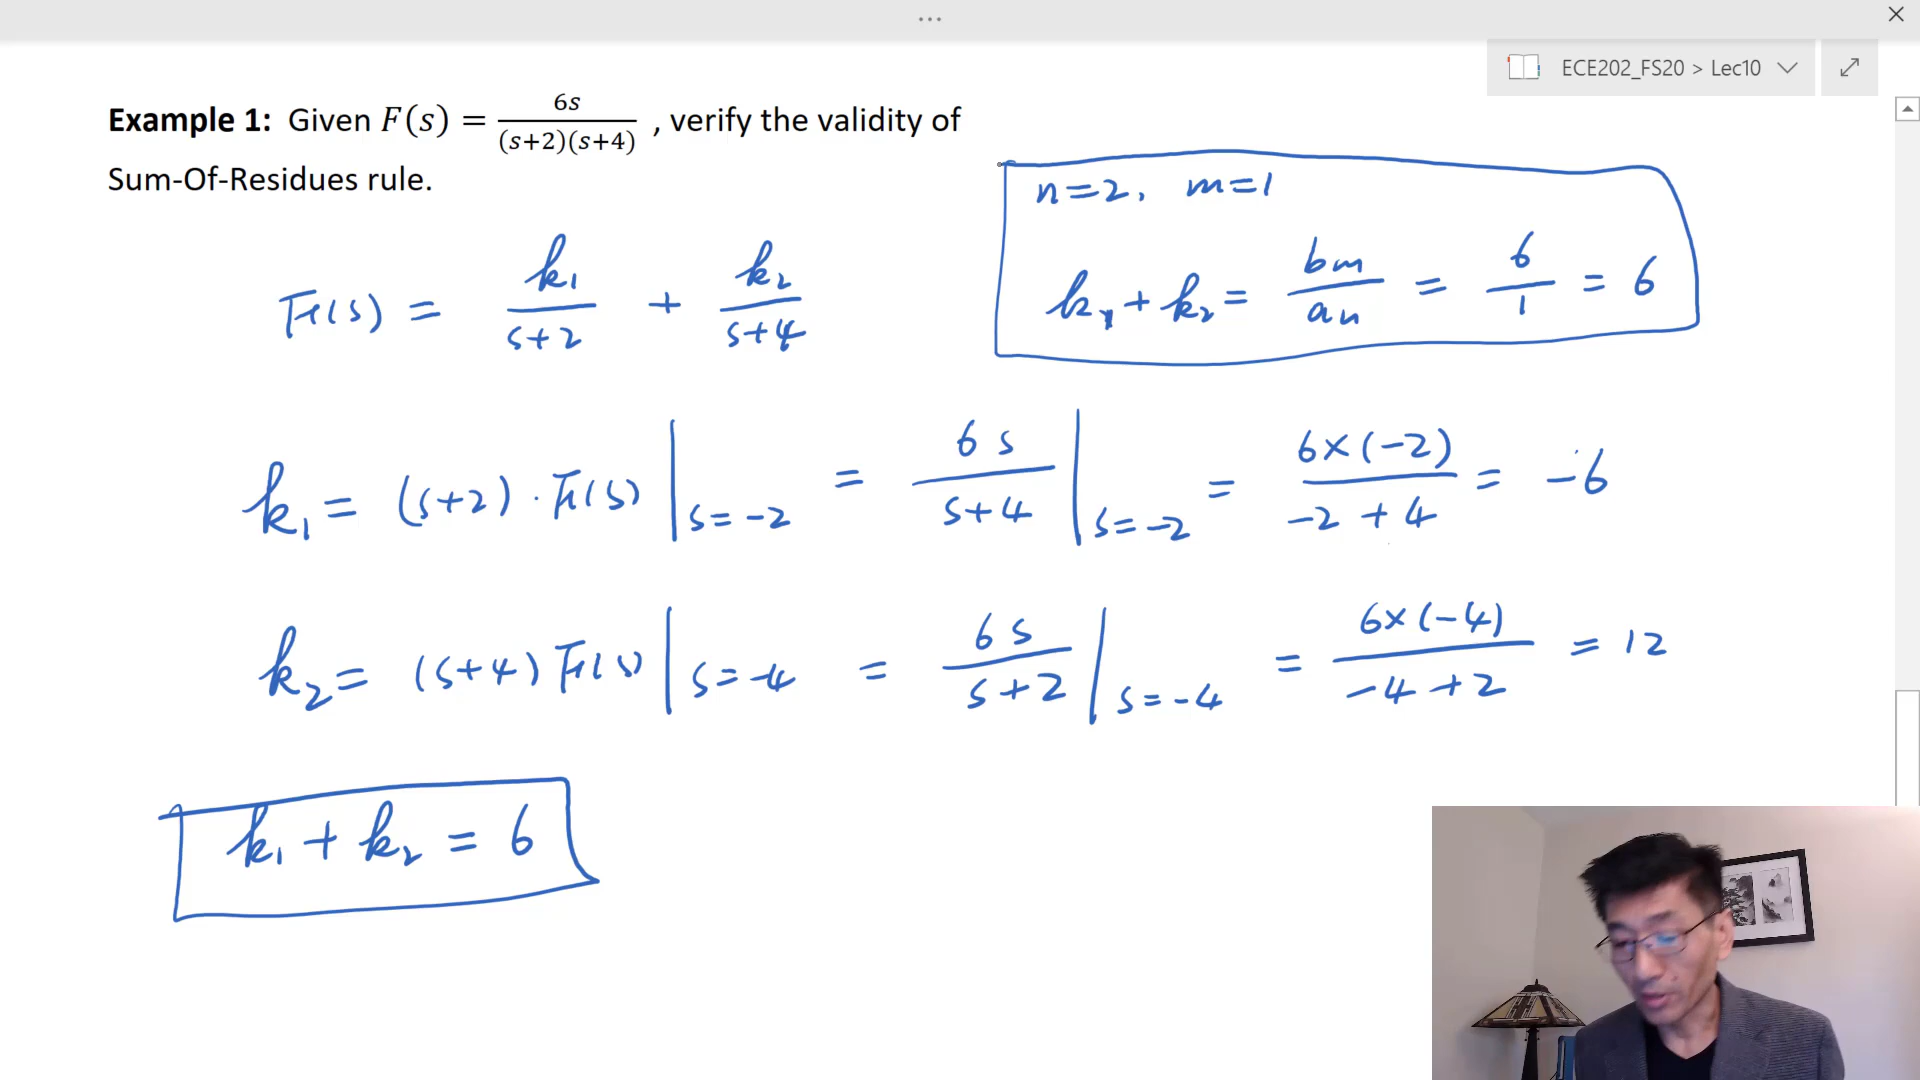 ECE202_FS20 > Lec10
Example 1: Given F(s) = 6s / (s+2)(s+4) , verify the validity of
Sum-Of-Residues rule.
n=2, m=1
k1 + k2 = bm / an = 6 / 1 = 6
F(s) = k1 / s+2 + k2 / s+4
k1 = (s+2) · F(s) | s=-2 = 6s / s+4 | s=-2 = 6×(-2) / -2+4 = -6
k2 = (s+4) F(s) | s=-4 = 6s / s+2 | s=-4 = 6×(-4) / -4+2 = 12
k1 + k2 = 6